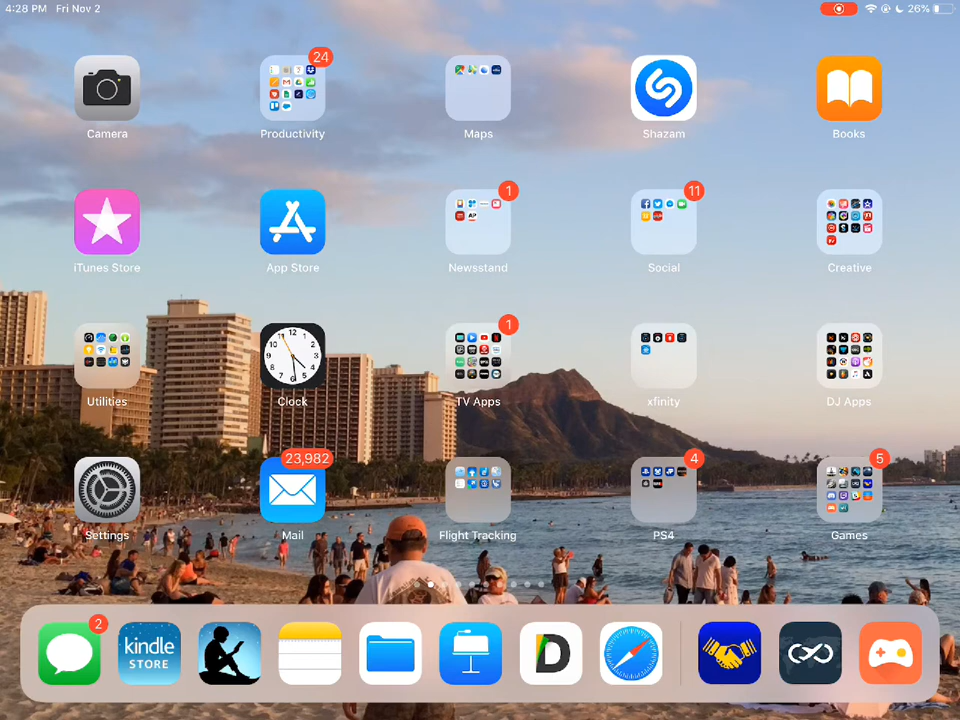 4:28 PM Fri Nov 2
26%
24
Camera
Productivity
Maps
Shazam
Books
1
11
iTunes Store
App Store
Newsstand
Social
Creative
1
12
Utilities
Clock
TV Apps
xfinity
DJ Apps
23,982
4
5
Settings
Mail
Flight Tracking
PS4
Games
2
kindle
STORE
D